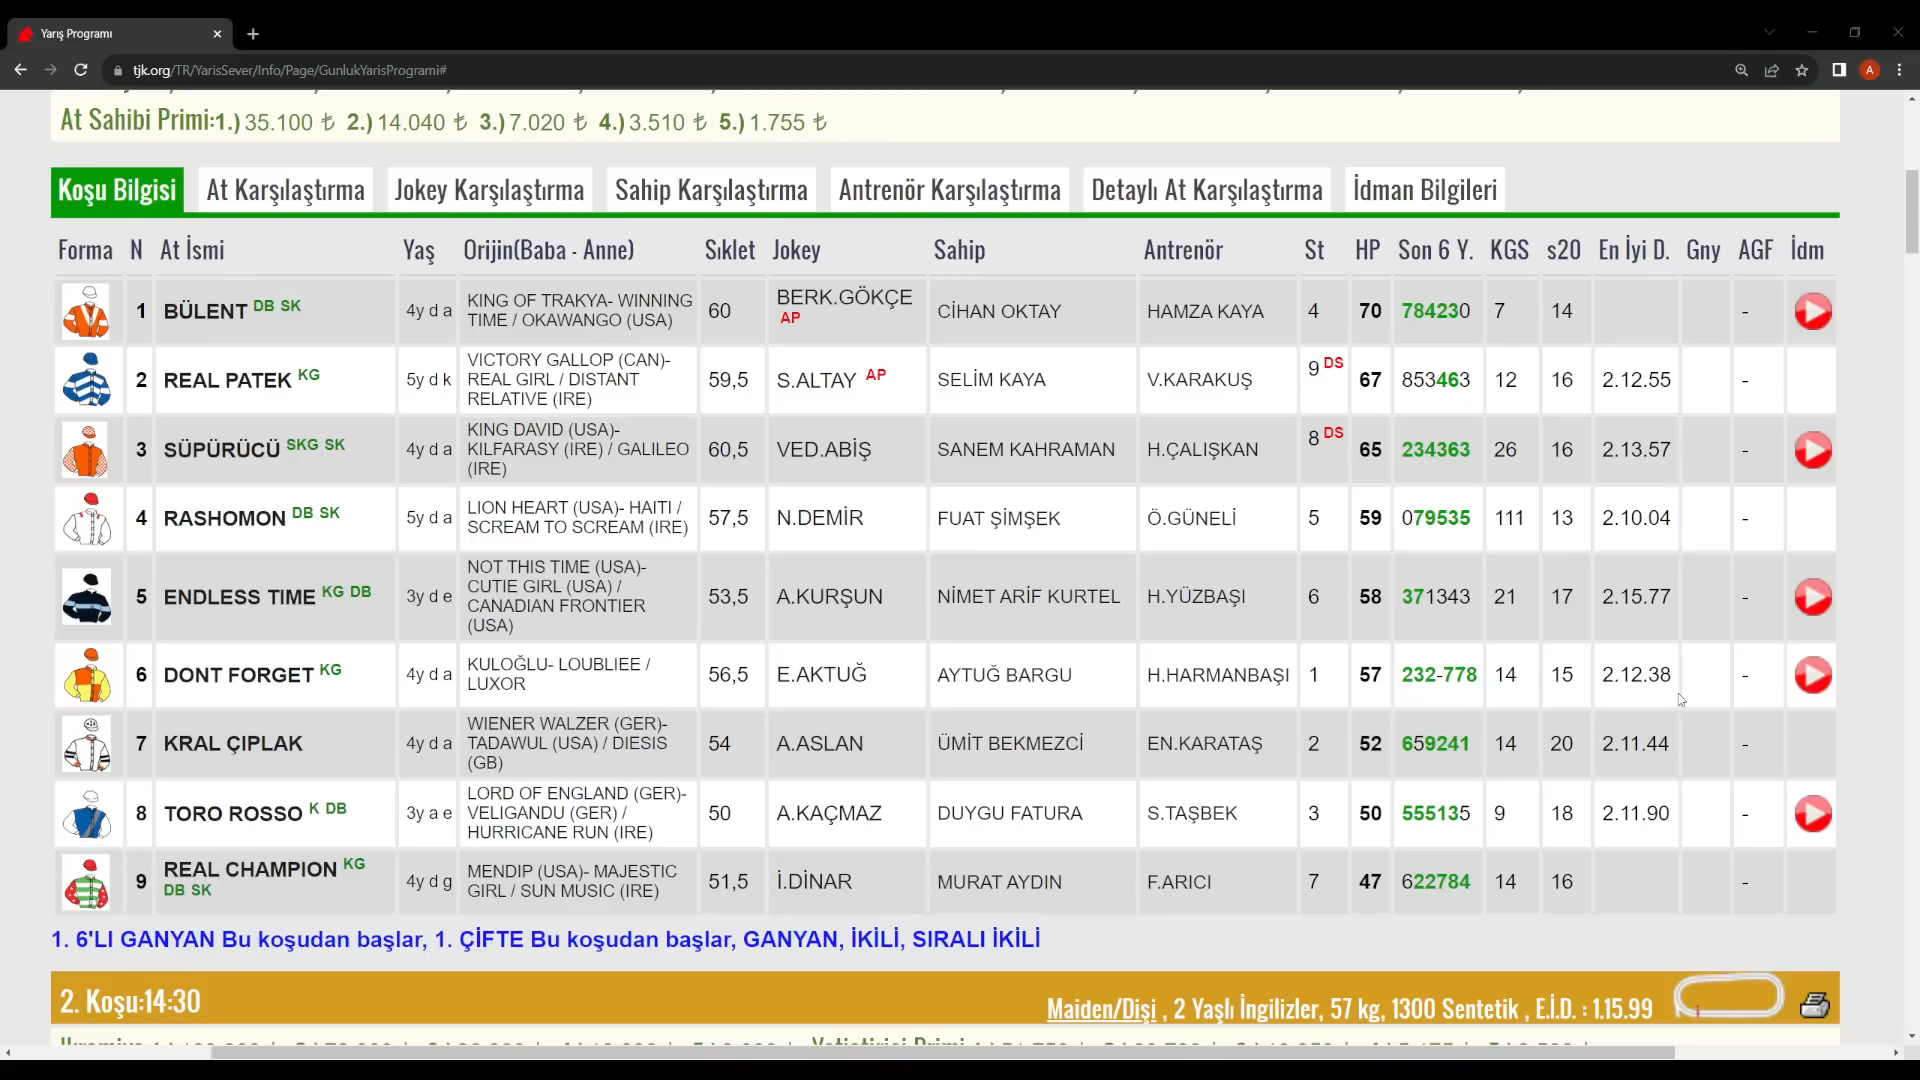 Yarış Programı
tjk.org/TR/YarisSever/Info/Page/GunlukYarisProgrami#
A
At Sahibi Primi:1.) 35.100 ₺ 2.) 14.040 ₺ 3.) 7.020 ₺ 4.) 3.510 ₺ 5.) 1.755 ₺
Koşu Bilgisi At Karşılaştırma Jokey Karşılaştırma Sahip Karşılaştırma Antrenör Karşılaştırma Detaylı At Karşılaştırma İdman Bilgileri
Forma N At İsmi Yaş Orijin(Baba - Anne) Sıklet Jokey Sahip Antrenör St HP Son 6 Y. KGS s20 En İyi D. Gny AGF İdm
1 BÜLENT DB SK 4y d a KING OF TRAKYA- WINNING TIME / OKAWANGO (USA) 60 BERK.GÖKÇE AP CİHAN OKTAY HAMZA KAYA 4 70 784230 7 14 -
2 REAL PATEK KG 5y d k VICTORY GALLOP (CAN)- REAL GIRL / DISTANT RELATIVE (IRE) 59,5 S.ALTAY AP SELİM KAYA V.KARAKUŞ 9 DS 67 853463 12 16 2.12.55 -
3 SÜPÜRÜCÜ SKG SK 4y d a KING DAVID (USA)- KILFARASY (IRE) / GALILEO (IRE) 60,5 VED.ABİŞ SANEM KAHRAMAN H.ÇALIŞKAN 8 DS 65 234363 26 16 2.13.57 -
4 RASHOMON DB SK 5y d a LION HEART (USA)- HAITI / SCREAM TO SCREAM (IRE) 57,5 N.DEMİR FUAT ŞİMŞEK Ö.GÜNELİ 5 59 079535 111 13 2.10.04 -
5 ENDLESS TIME KG DB 3y d e NOT THIS TIME (USA)- CUTIE GIRL (USA) / CANADIAN FRONTIER (USA) 53,5 A.KURŞUN NİMET ARİF KURTEL H.YÜZBAŞI 6 58 371343 21 17 2.15.77 -
6 DONT FORGET KG 4y d a KULOĞLU- LOUBLIEE / LUXOR 56,5 E.AKTUĞ AYTUĞ BARGU H.HARMANBAŞI 1 57 232-778 14 15 2.12.38 -
7 KRAL ÇIPLAK 4y d a WIENER WALZER (GER)- TADAWUL (USA) / DIESIS (GB) 54 A.ASLAN ÜMİT BEKMEZCİ EN.KARATAŞ 2 52 659241 14 20 2.11.44 -
8 TORO ROSSO K DB 3y a e LORD OF ENGLAND (GER)- VELIGANDU (GER) / HURRICANE RUN (IRE) 50 A.KAÇMAZ DUYGU FATURA S.TAŞBEK 3 50 555135 9 18 2.11.90 -
9 REAL CHAMPION KG DB SK 4y d g MENDIP (USA)- MAJESTIC GIRL / SUN MUSIC (IRE) 51,5 İ.DİNAR MURAT AYDIN F.ARICI 7 47 622784 14 16 -
1. 6'LI GANYAN Bu koşudan başlar, 1. ÇİFTE Bu koşudan başlar, GANYAN, İKİLİ, SIRALI İKİLİ
2. Koşu:14:30 Maiden/Dişi , 2 Yaşlı İngilizler, 57 kg, 1300 Sentetik , E.İ.D. : 1.15.99